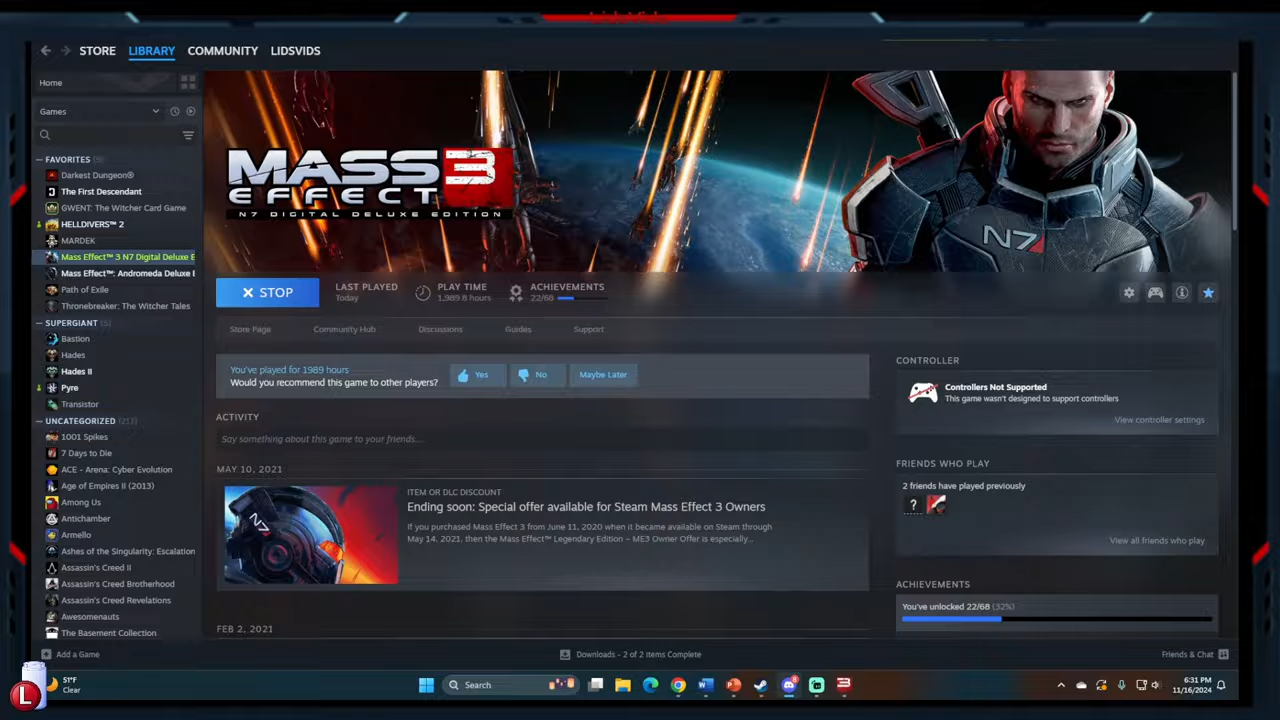 STORE LIBRARY COMMUNITY LIDSVIDS
Home
Games
FAVORITES (9)
Darkest Dungeon®
The First Descendant
GWENT: The Witcher Card Game
HELLDIVERS™ 2
MARDEK
Mass Effect™ 3 N7 Digital Deluxe E
Mass Effect™: Andromeda Deluxe E
Path of Exile
Thronebreaker: The Witcher Tales
SUPERGIANT (5)
Bastion
Hades
Hades II
Pyre
Transistor
UNCATEGORIZED (213)
1001 Spikes
7 Days to Die
ACE - Arena: Cyber Evolution
Age of Empires II (2013)
Among Us
Antichamber
Armello
Ashes of the Singularity: Escalation
Assassin's Creed II
Assassin's Creed Brotherhood
Assassin's Creed Revelations
Awesomenauts
The Basement Collection
MASS 3
EFFECT
N7 DIGITAL DELUXE EDITION
N7
STOP
LAST PLAYED
Today
PLAY TIME
1,989.8 hours
ACHIEVEMENTS
22/68
Store Page Community Hub Discussions Guides Support
You've played for 1989 hours
Would you recommend this game to other players?
Yes No Maybe Later
ACTIVITY
Say something about this game to your friends...
MAY 10, 2021
N7
ITEM OR DLC DISCOUNT
Ending soon: Special offer available for Steam Mass Effect 3 Owners
If you purchased Mass Effect 3 from June 11, 2020 when it became available on Steam through
May 14, 2021, then the Mass Effect™ Legendary Edition – ME3 Owner Offer is especially...
FEB 2, 2021
CONTROLLER
Controllers Not Supported
This game wasn't designed to support controllers
View controller settings
FRIENDS WHO PLAY
2 friends have played previously
?
View all friends who play
ACHIEVEMENTS
You've unlocked 22/68 (32%)
Add a Game
Downloads - 2 of 2 Items Complete
Friends & Chat
L
51°F
Clear
Search
6:31 PM
11/16/2024